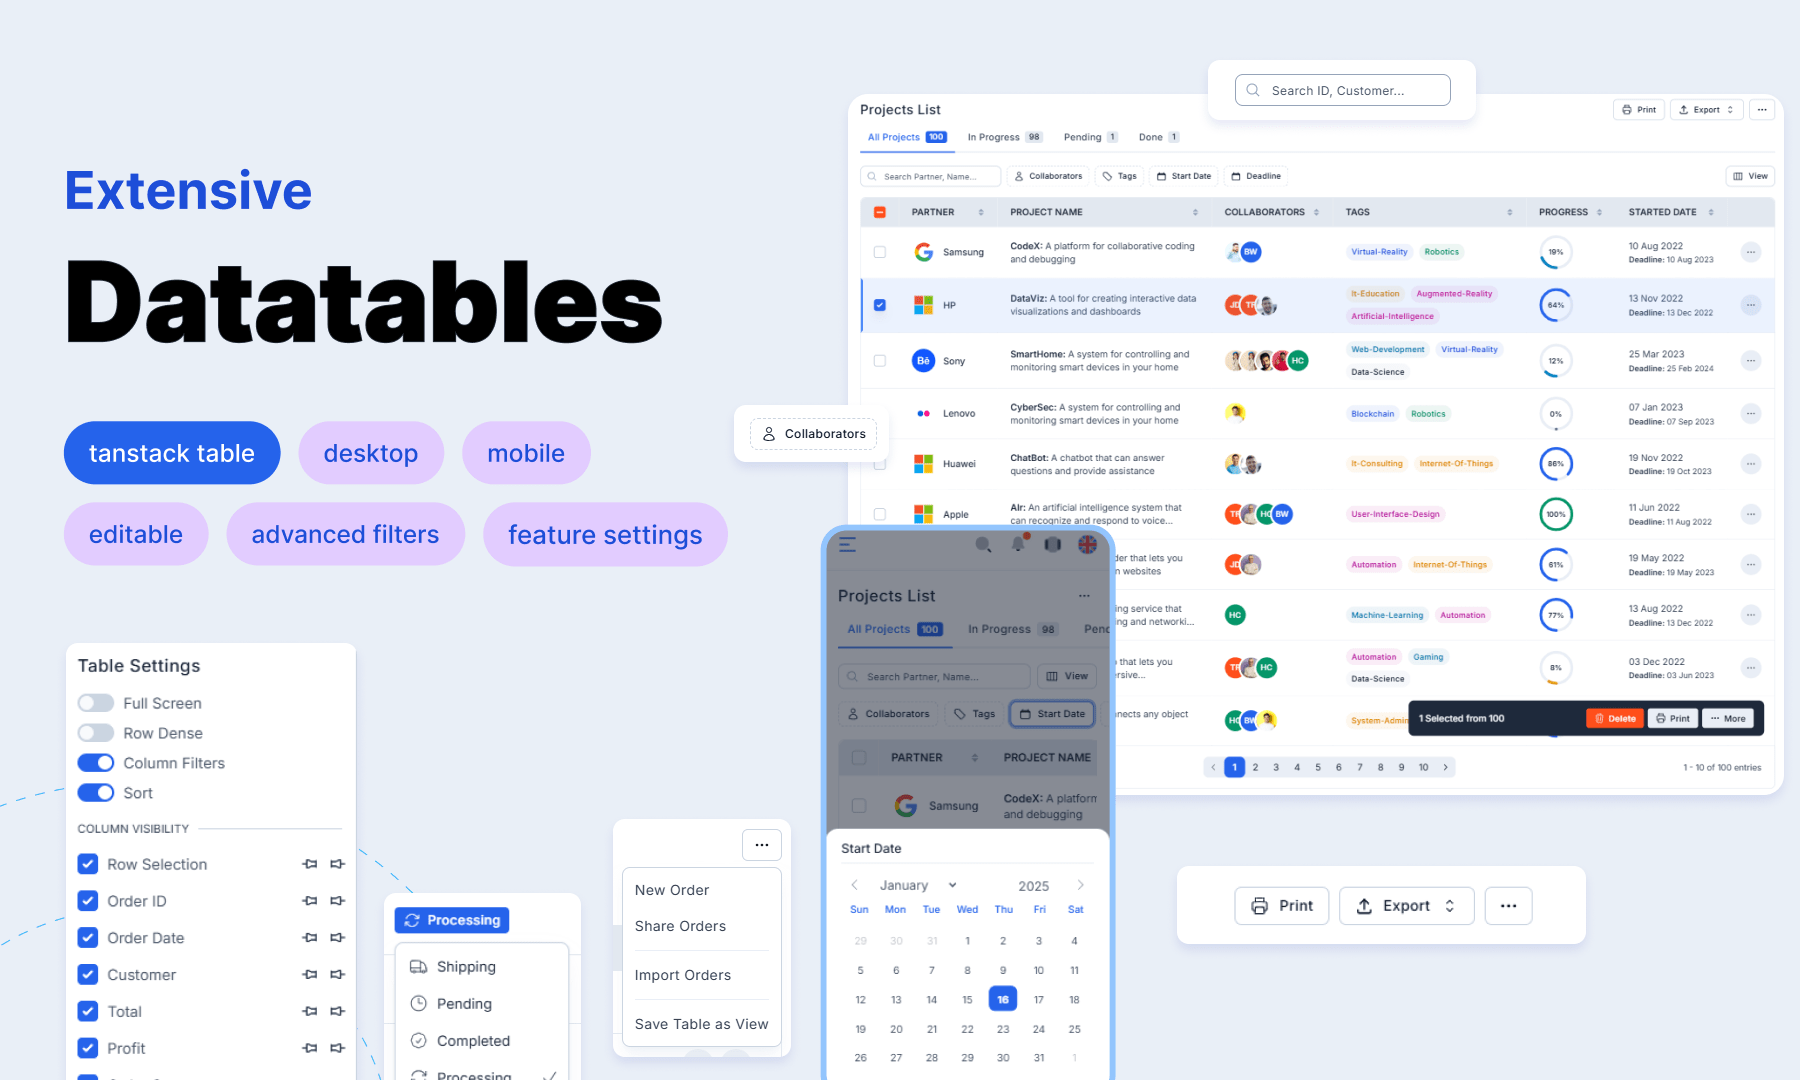 Extensive
Datatables
tanstack table
desktop
mobile
editable
advanced filters
feature settings
Search ID, Customer...
Projects List
Print
Export
All Projects 100
In Progress 98
Pending 1
Done 1
Search Partner, Name...
Collaborators
Tags
Start Date
Deadline
View
PARTNER
PROJECT NAME
COLLABORATORS
TAGS
PROGRESS
STARTED DATE
Samsung
CodeX: A platform for collaborative coding
and debugging
BW
Virtual-Reality
Robotics
19%
10 Aug 2022
Deadline: 10 Aug 2023
HP
DataViz: A tool for creating interactive data
visualizations and dashboards
It-Education
Augmented-Reality
Artificial-Intelligence
64%
13 Nov 2022
Deadline: 13 Dec 2022
Bē
Sony
SmartHome: A system for controlling and
monitoring smart devices in your home
HC
Web-Development
Virtual-Reality
Data-Science
12%
25 Mar 2023
Deadline: 25 Feb 2024
Lenovo
CyberSec: A system for controlling and
monitoring smart devices in your home
Blockchain
Robotics
0%
07 Jan 2023
Deadline: 07 Sep 2023
Collaborators
Huawei
ChatBot: A chatbot that can answer
questions and provide assistance
It-Consulting
Internet-Of-Things
86%
19 Nov 2022
Deadline: 19 Oct 2023
Apple
AIr: An artificial intelligence system that
can recognize and respond to voice...
BW
User-Interface-Design
100%
11 Jun 2022
Deadline: 11 Aug 2022
der that lets you
n websites
Automation
Internet-Of-Things
61%
19 May 2022
Deadline: 19 May 2023
ing service that
ing and networki...
HC
Machine-Learning
Automation
77%
13 Aug 2022
Deadline: 13 Dec 2022
that lets you
ersive...
HC
Automation
Gaming
Data-Science
8%
03 Dec 2022
Deadline: 03 Jun 2023
nects any object
System-Admin
1 Selected from 100
Delete
Print
More
1 2 3 4 5 6 7 8 9 10
1 - 10 of 100 entries
Projects List
All Projects 100
In Progress 98
Pend
Search Partner, Name...
View
Collaborators
Tags
Start Date
PARTNER
PROJECT NAME
Samsung
CodeX: A platform
and debugging
Start Date
January
2025
Sun Mon Tue Wed Thu Fri Sat
29 30 31 1 2 3 4
5 6 7 8 9 10 11
12 13 14 15 16 17 18
19 20 21 22 23 24 25
26 27 28 29 30 31 1
Table Settings
Full Screen
Row Dense
Column Filters
Sort
COLUMN VISIBILITY
Row Selection
Order ID
Order Date
Customer
Total
Profit
Processing
Shipping
Pending
Completed
Processing
New Order
Share Orders
Import Orders
Save Table as View
Print
Export